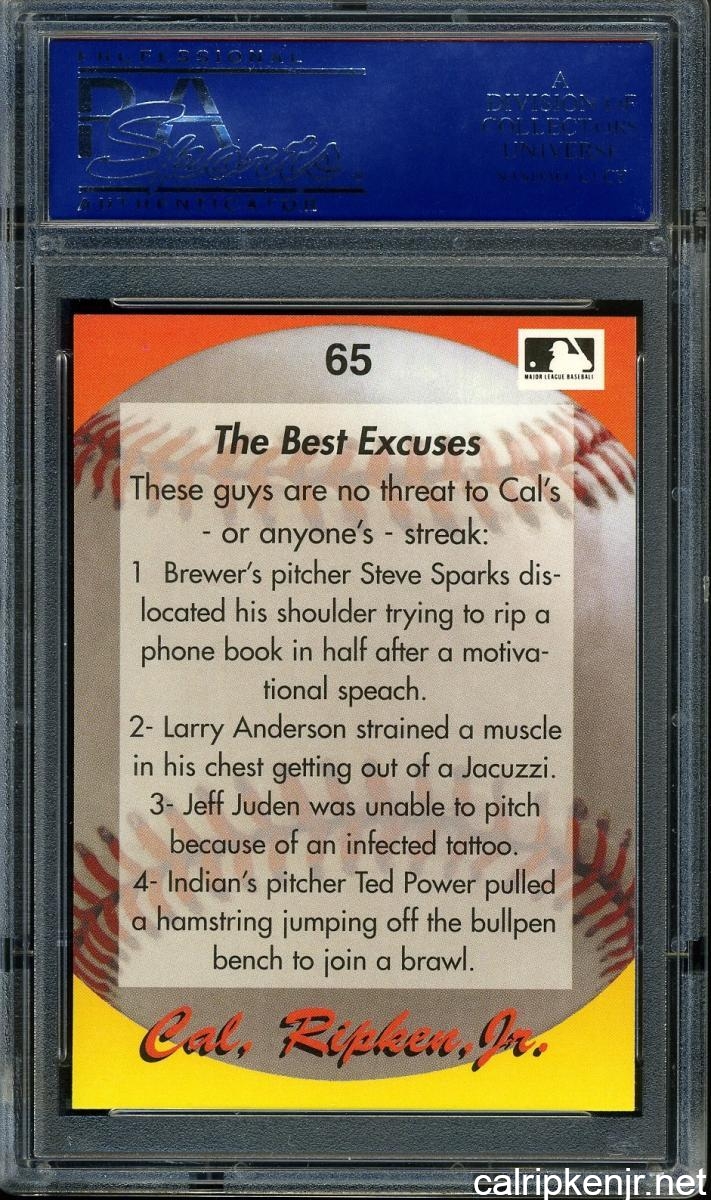 PROFESSIONAL
PSA
Sports
AUTHENTICATOR
A
DIVISION OF
COLLECTORS
UNIVERSE
65
MAJOR LEAGUE BASEBALL
The Best Excuses
These guys are no threat to Cal's
- or anyone's - streak:
1 Brewer's pitcher Steve Sparks dis-
located his shoulder trying to rip a
phone book in half after a motiva-
tional speach.
2- Larry Anderson strained a muscle
in his chest getting out of a Jacuzzi.
3- Jeff Juden was unable to pitch
because of an infected tattoo.
4- Indian's pitcher Ted Power pulled
a hamstring jumping off the bullpen
bench to join a brawl.
Cal, Ripken, Jr.
calripkenjr.net